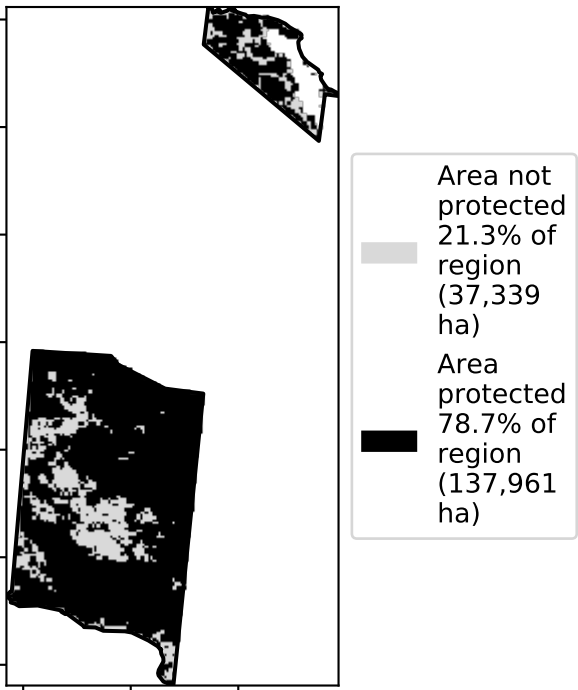 Area not
protected
21.3% of
region
(37,339
ha)
Area
protected
78.7% of
region
(137,961
ha)